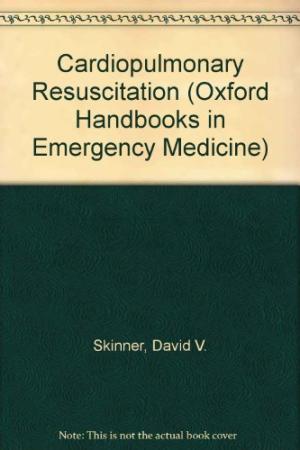 Cardiopulmonary
Resuscitation (Oxford
Handbooks in
Emergency Medicine)
Skinner, David V.
Note: This is not the actual book cover